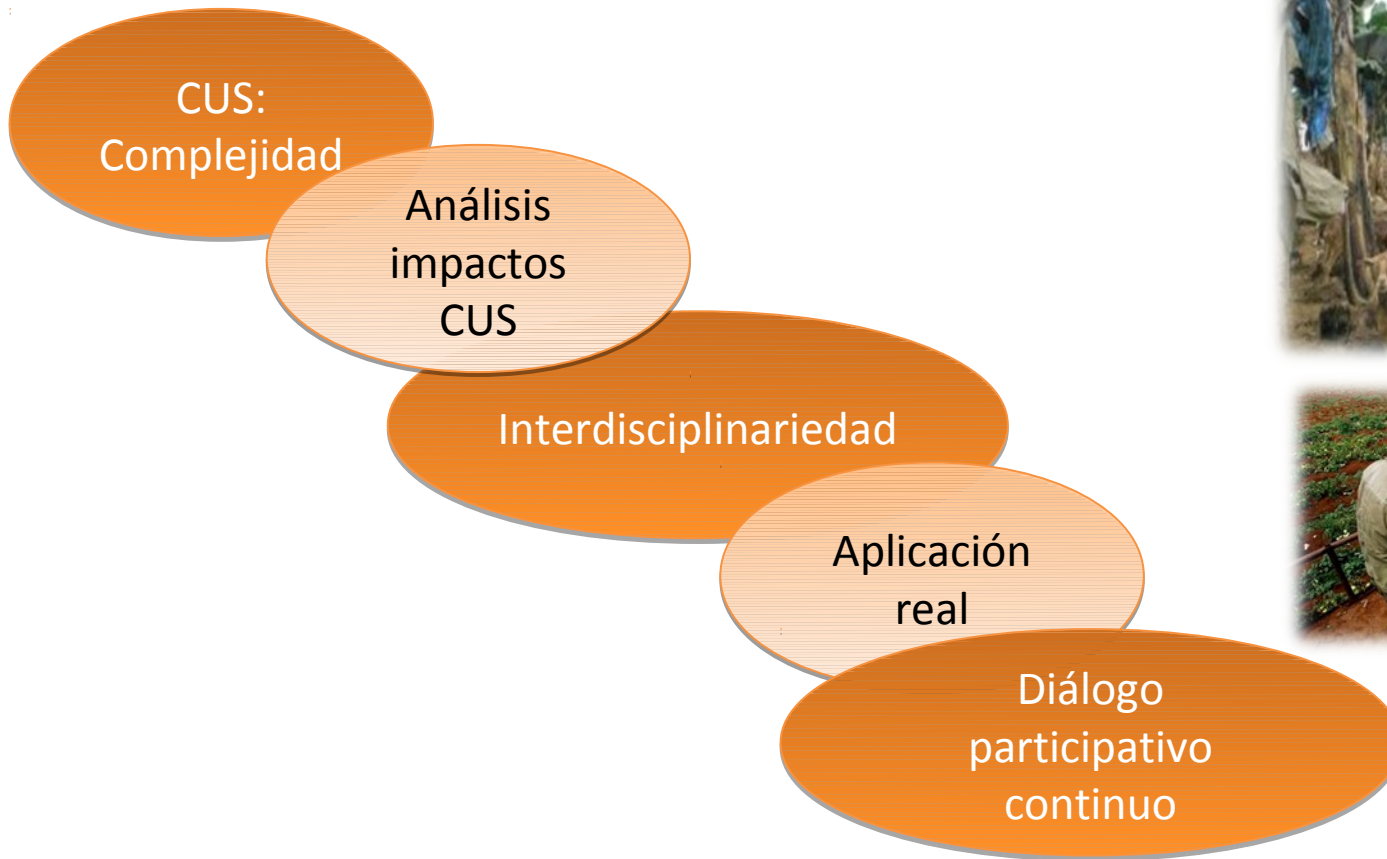 CUS:
Complejidad
Análisis
impactos
CUS
Interdisciplinariedad
Aplicación
real
Diálogo
participativo
continuo